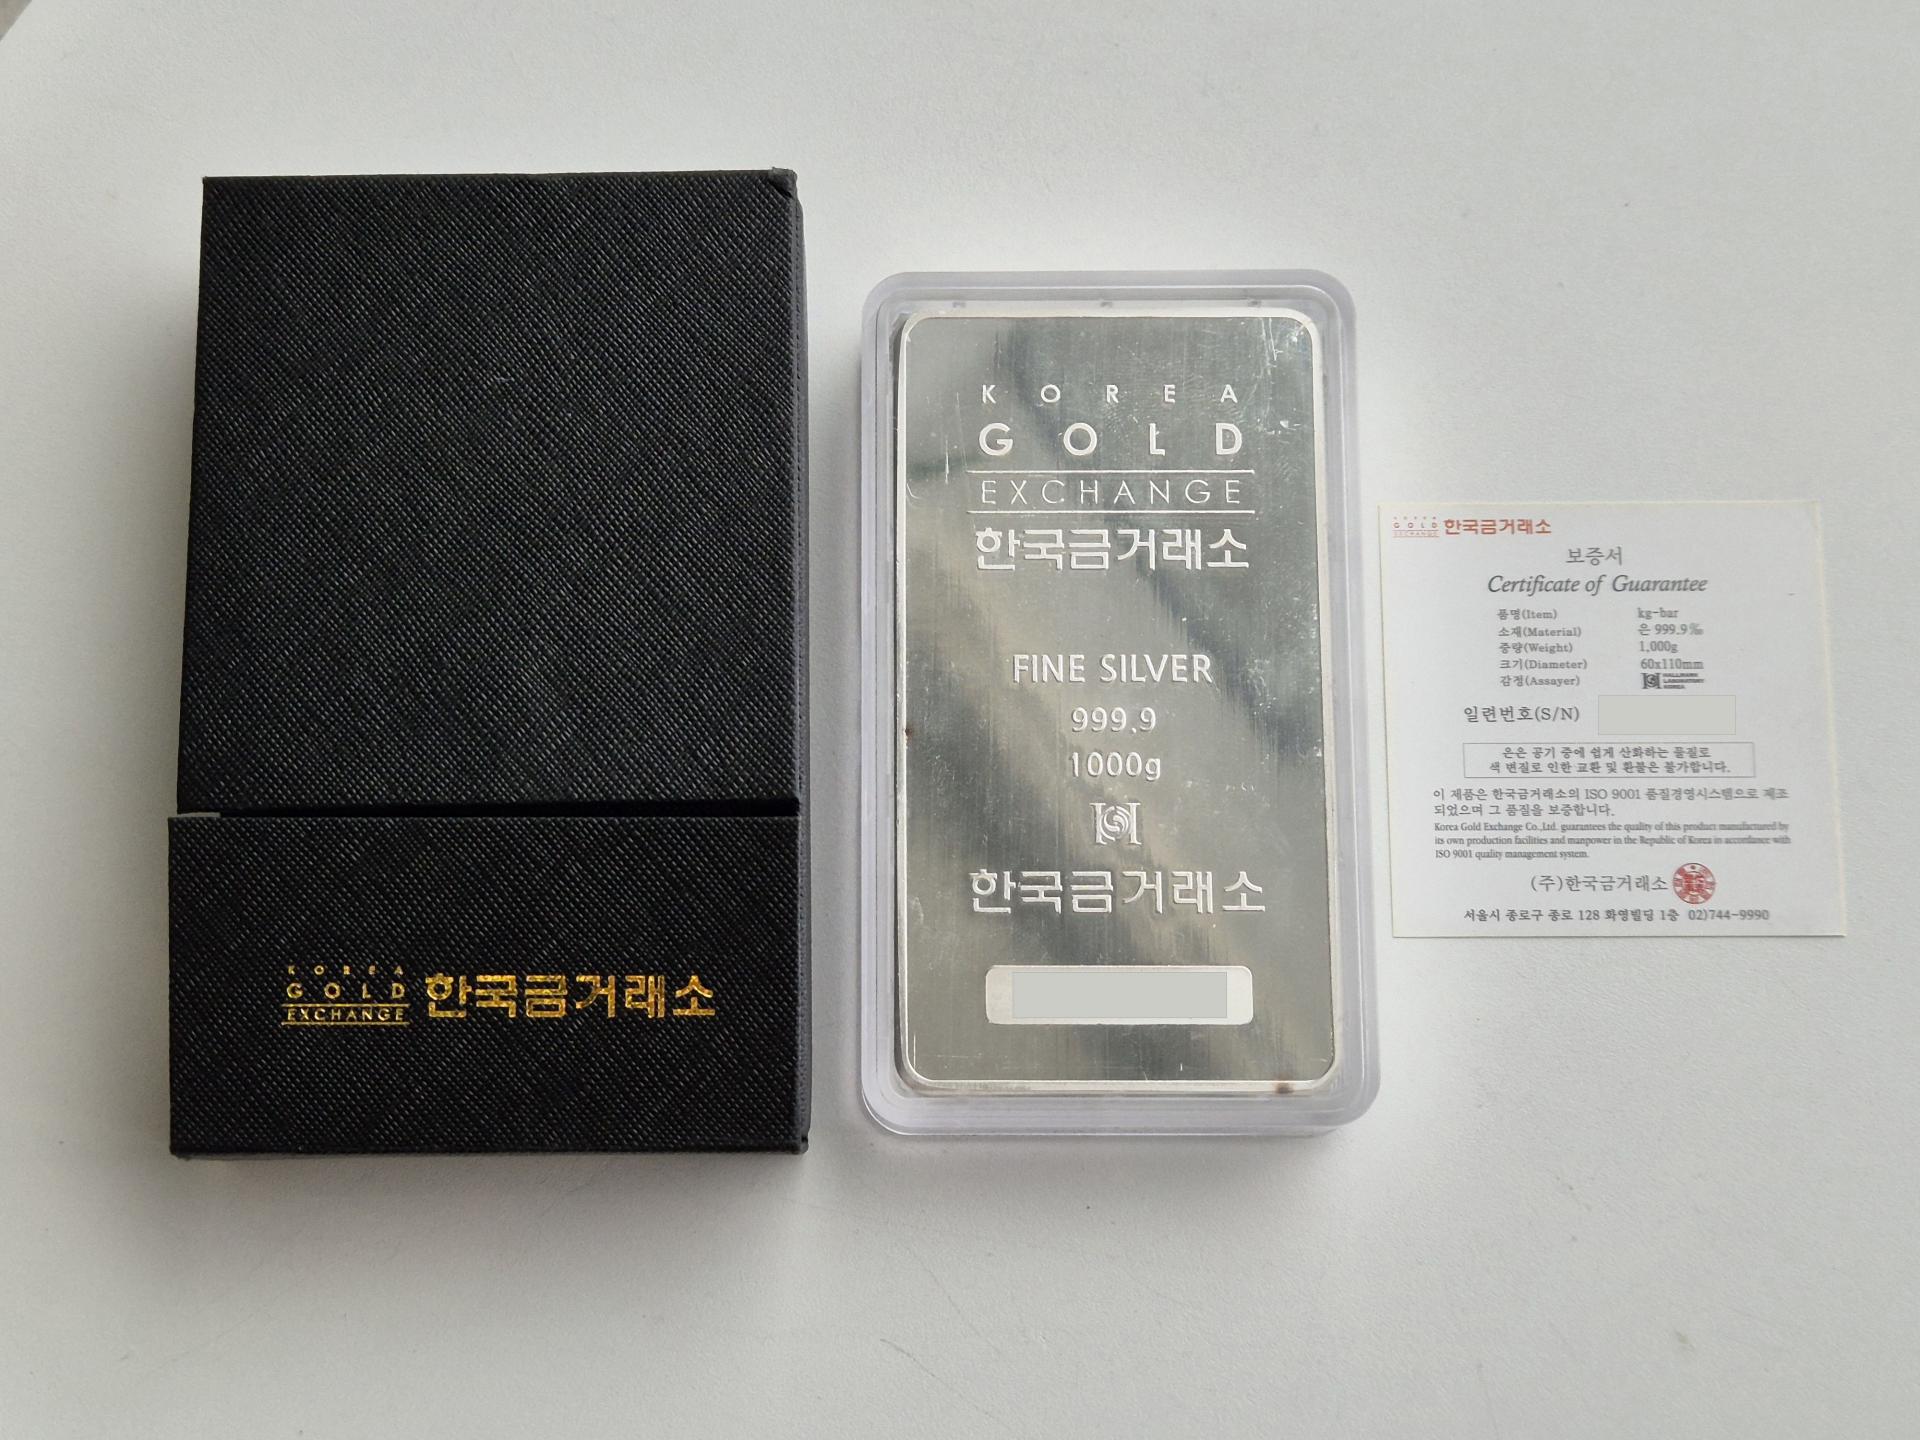 KOREA
GOLD
EXCHANGE
한국금거래소
KOREA
GOLD
EXCHANGE
한국금거래소
FINE SILVER
999.9
1000g
한국금거래소
KOREA
GOLD
EXCHANGE
한국금거래소
보증서
Certificate of Guarantee
품명(Item) kg-bar
소재(Material) 은 999.9‰
중량(Weight) 1,000g
크기(Diameter) 60x110mm
감정(Assayer) HALLMARK LABORATORY KOREA
일련번호(S/N)
은은 공기 중에 쉽게 산화하는 물질로
색 변질로 인한 교환 및 환불은 불가합니다.
이 제품은 한국금거래소의 ISO 9001 품질경영시스템으로 제조
되었으며 그 품질을 보증합니다.
Korea Gold Exchange Co.,Ltd. guarantees the quality of this product manufactured by
its own production facilities and manpower in the Republic of Korea in accordance with
ISO 9001 quality management system.
(주)한국금거래소
서울시 종로구 종로 128 화영빌딩 1층 02)744-9990